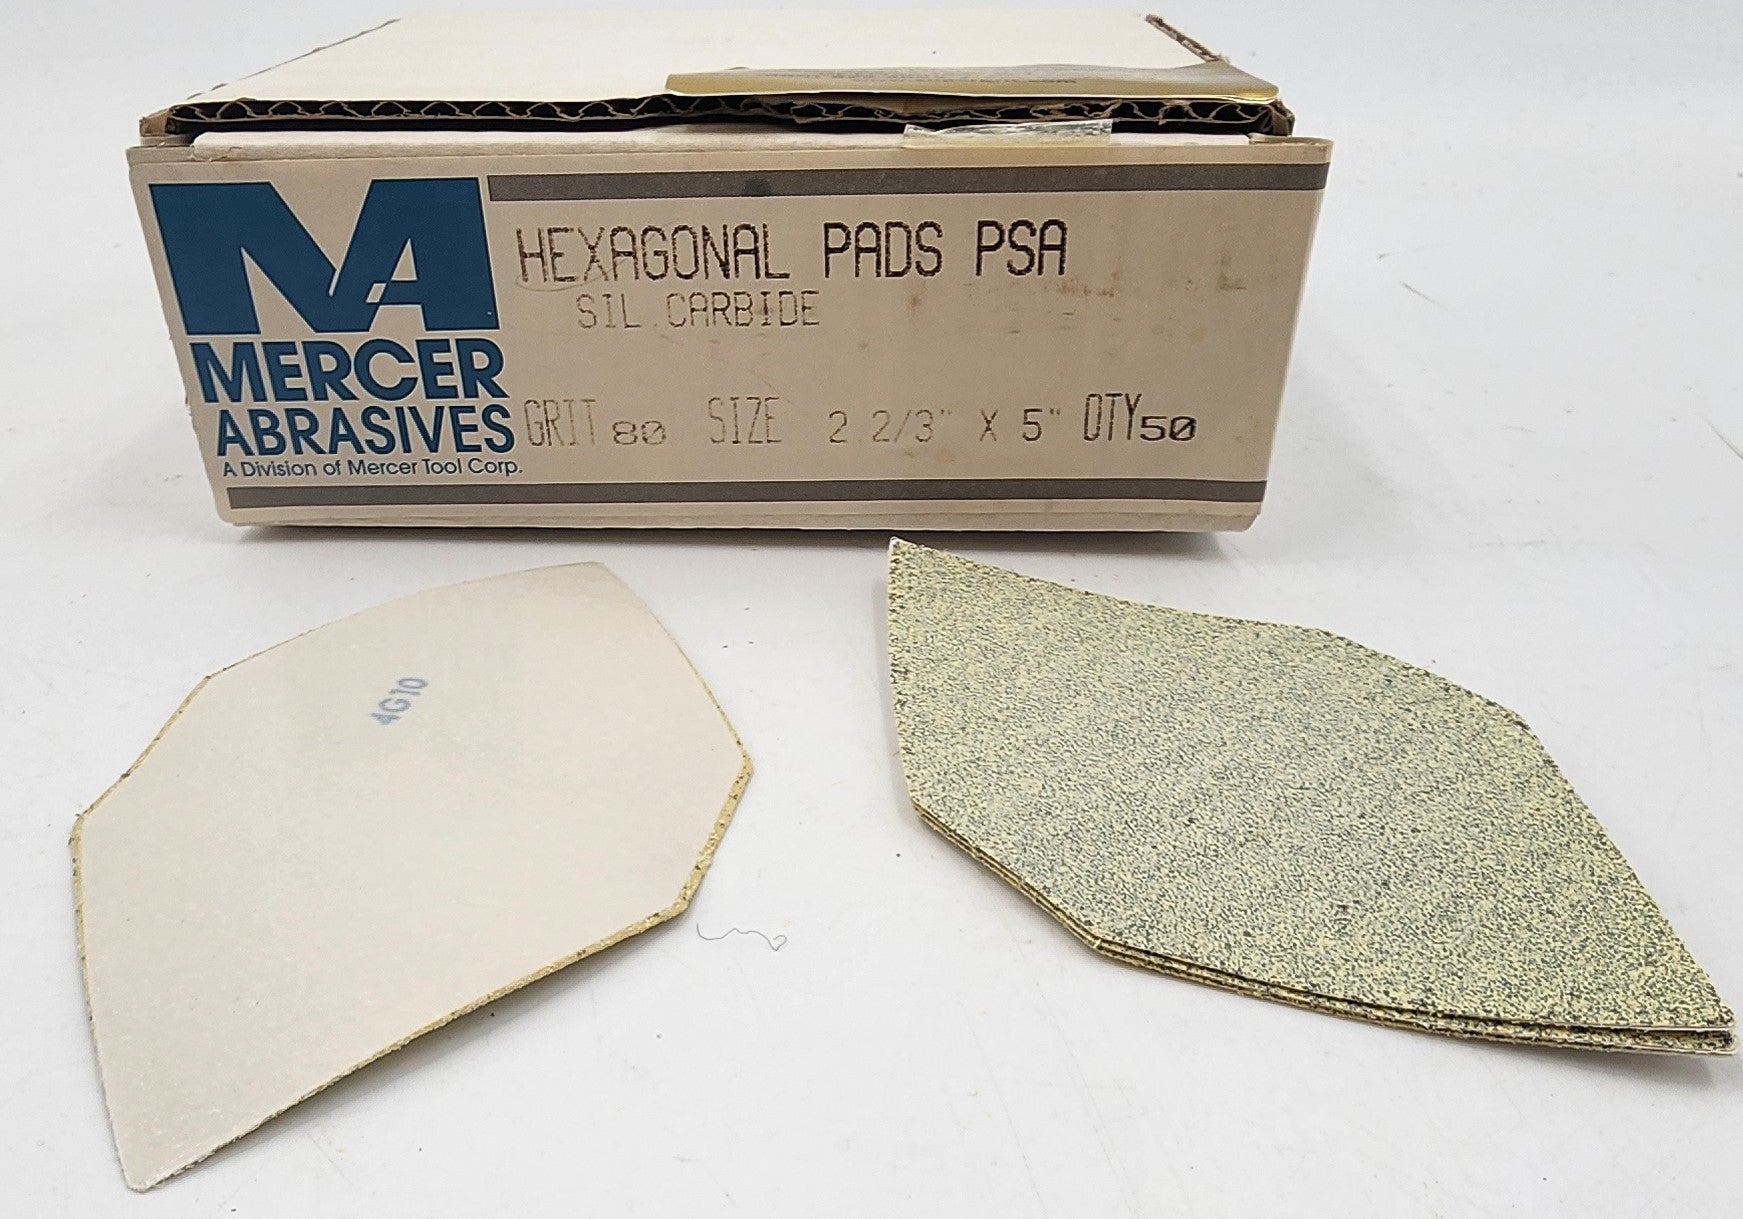 MA
MERCER
ABRASIVES
A Division of Mercer Tool Corp.
HEXAGONAL PADS PSA
SIL.CARBIDE
GRIT 80 SIZE 2 2/3" X 5" QTY 50
4G10